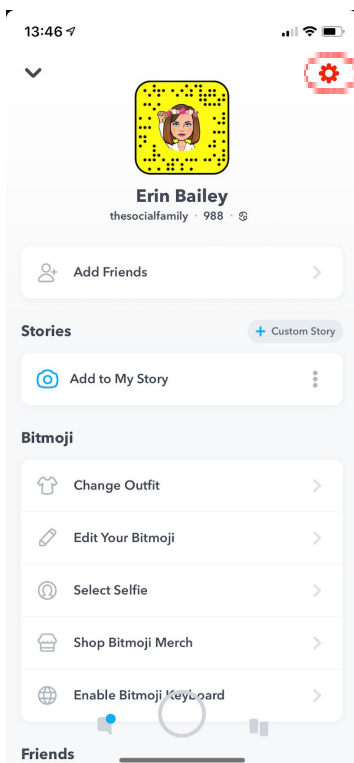 13:46
Erin Bailey
thesocialfamily · 988 · ♋
Add Friends
Stories
+ Custom Story
Add to My Story
Bitmoji
Change Outfit
Edit Your Bitmoji
Select Selfie
Shop Bitmoji Merch
Enable Bitmoji Keyboard
Friends